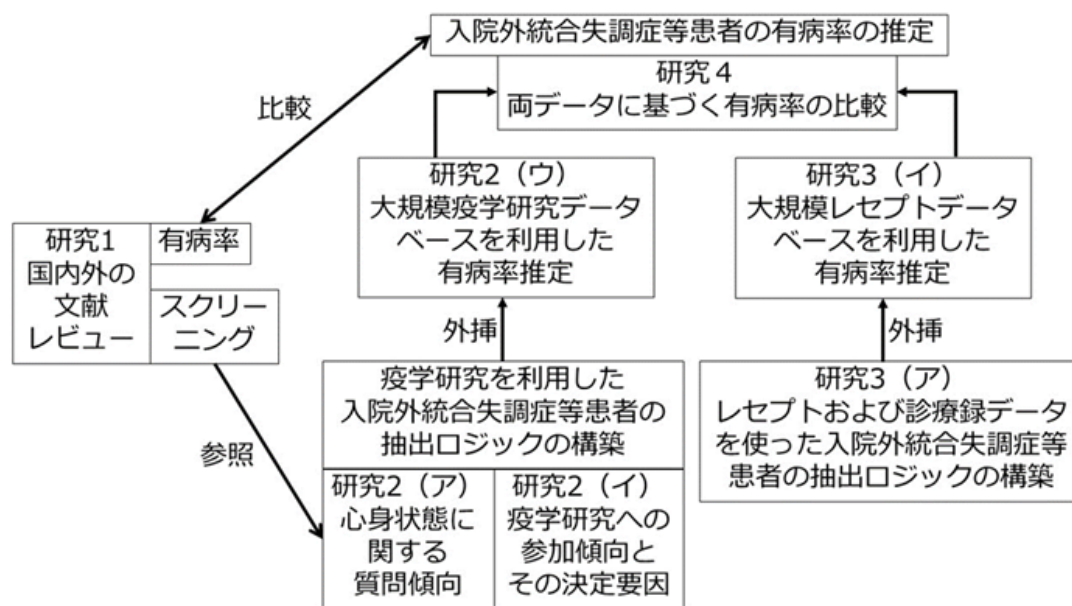 入院外統合失調症等患者の有病率の推定
研究４
両データに基づく有病率の比較
比較
研究2（ウ）
大規模疫学研究データ
ベースを利用した
有病率推定
研究3（イ）
大規模レセプトデータ
ベースを利用した
有病率推定
研究1
国内外の
文献
レビュー
有病率
スクリー
ニング
外挿
外挿
参照
疫学研究を利用した
入院外統合失調症等患者の
抽出ロジックの構築
研究2（ア）
心身状態に
関する
質問傾向
研究2（イ）
疫学研究への
参加傾向と
その決定要因
研究3（ア）
レセプトおよび診療録データ
を使った入院外統合失調症等
患者の抽出ロジックの構築